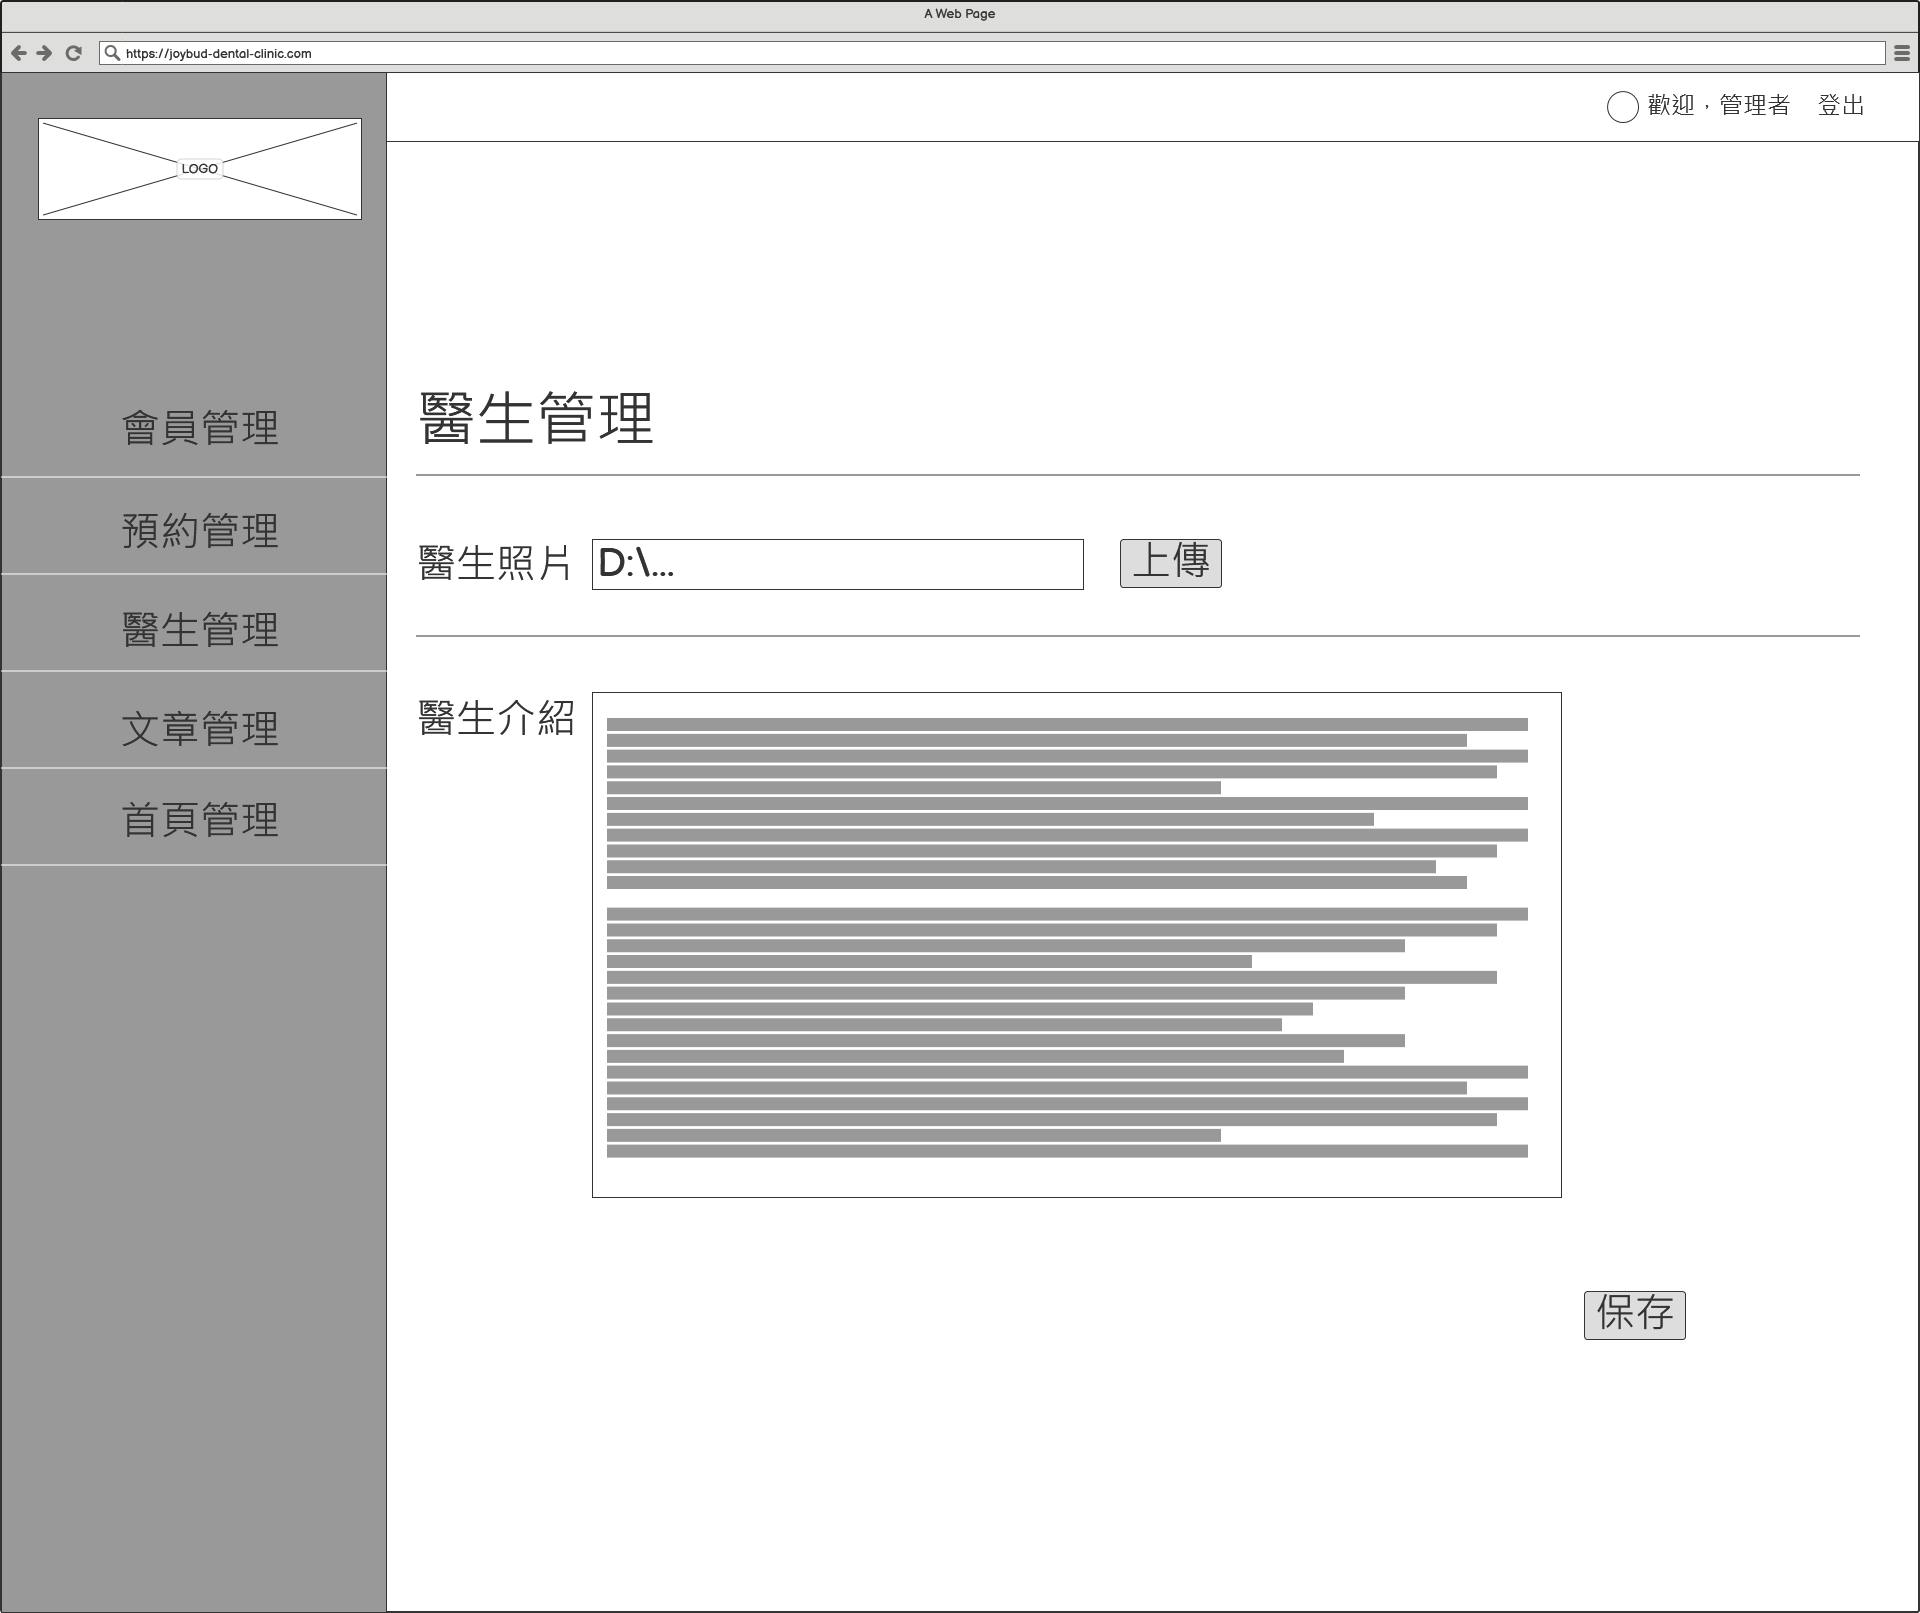 A Web Page
https://joybud-dental-clinic.com
歡迎，管理者 登出
LOGO
會員管理
預約管理
醫生管理
文章管理
首頁管理
醫生管理
醫生照片 D:\... 上傳
醫生介紹
保存